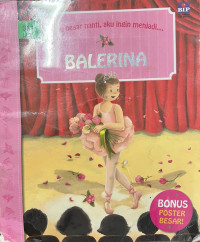 besar nanti, aku ingin menjadi...
BIP
BALERINA
BONUS
POSTER
BESAR!